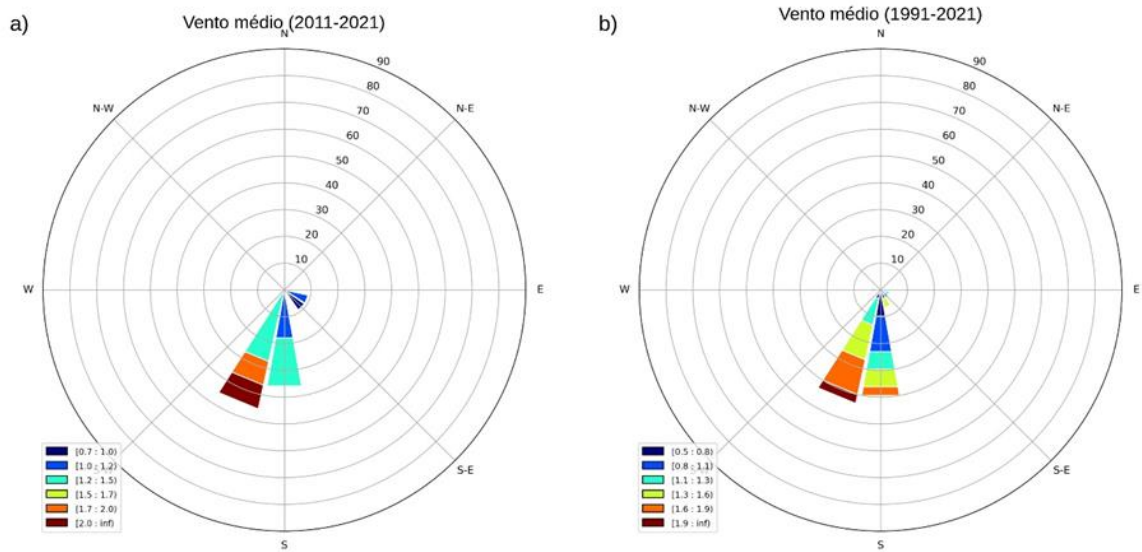 a)
Vento médio (2011-2021)
N
90
80
70
60
50
40
30
20
10
N-W
N-E
W
E
S-E
S
[0.7 : 1.0)
[1.0 : 1.2)
[1.2 : 1.5)
[1.5 : 1.7)
[1.7 : 2.0)
[2.0 : inf)
b)
Vento médio (1991-2021)
N
90
80
70
60
50
40
30
20
10
N-W
N-E
W
E
S-E
S
[0.5 : 0.8)
[0.8 : 1.1)
[1.1 : 1.3)
[1.3 : 1.6)
[1.6 : 1.9)
[1.9 : inf)